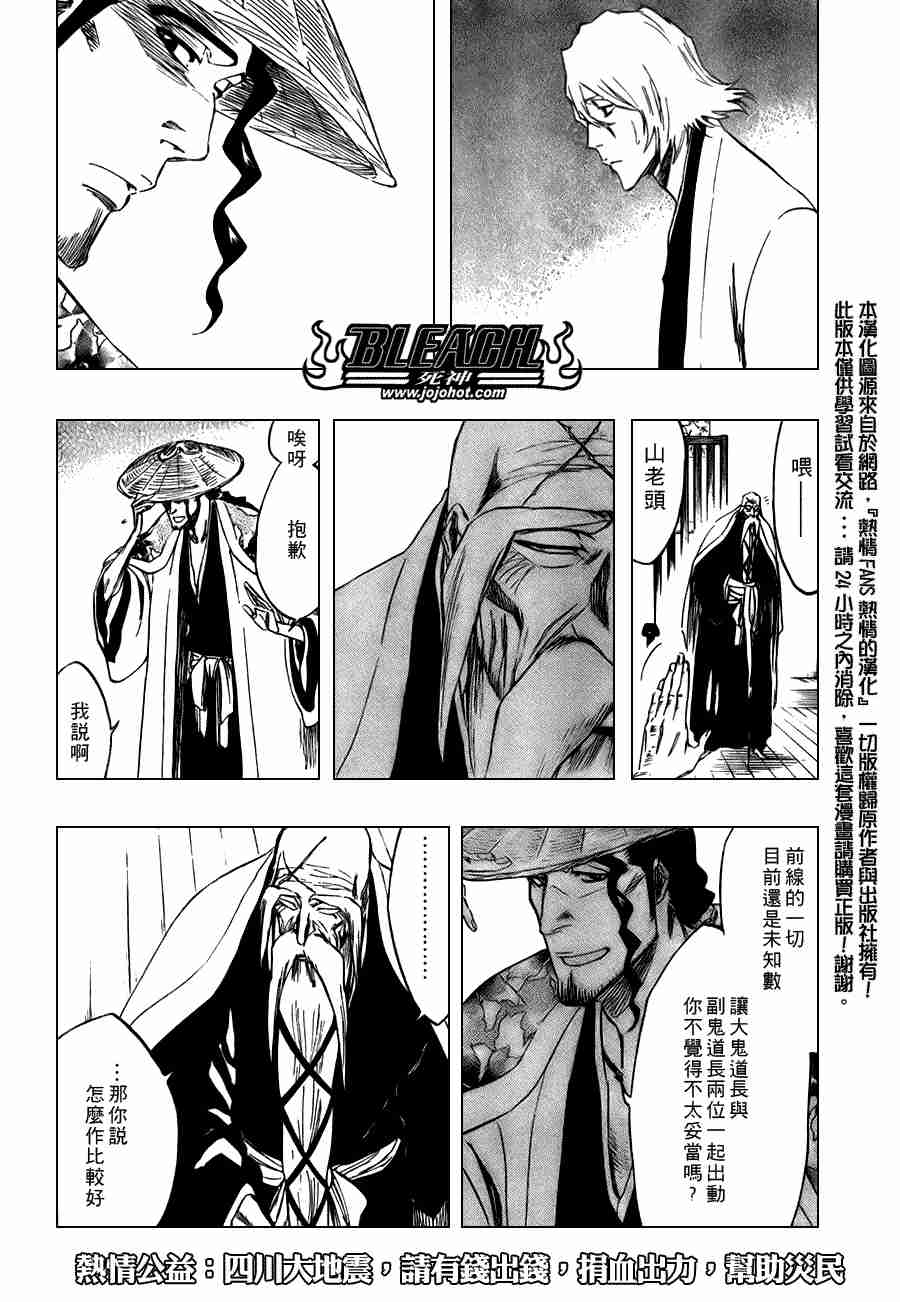 BLEACH
死神
www.jojohot.com
喂——
山老頭
唉呀
抱歉
我説啊
前線的一切
目前還是未知數
讓大鬼道長與
副鬼道長兩位一起出動
你不覺得不太妥當嗎？
………
…那你說
怎麼作比較好
本漢化圖源來自於網路，『熱情FANS熱情的漢化』一切版權歸原作者與出版社擁有！
此版本僅供學習試看交流…請24小時之內消除，喜歡這套漫畫請購買正版！謝謝。
熱情公益：四川大地震，請有錢出錢，捐血出力，幫助災民